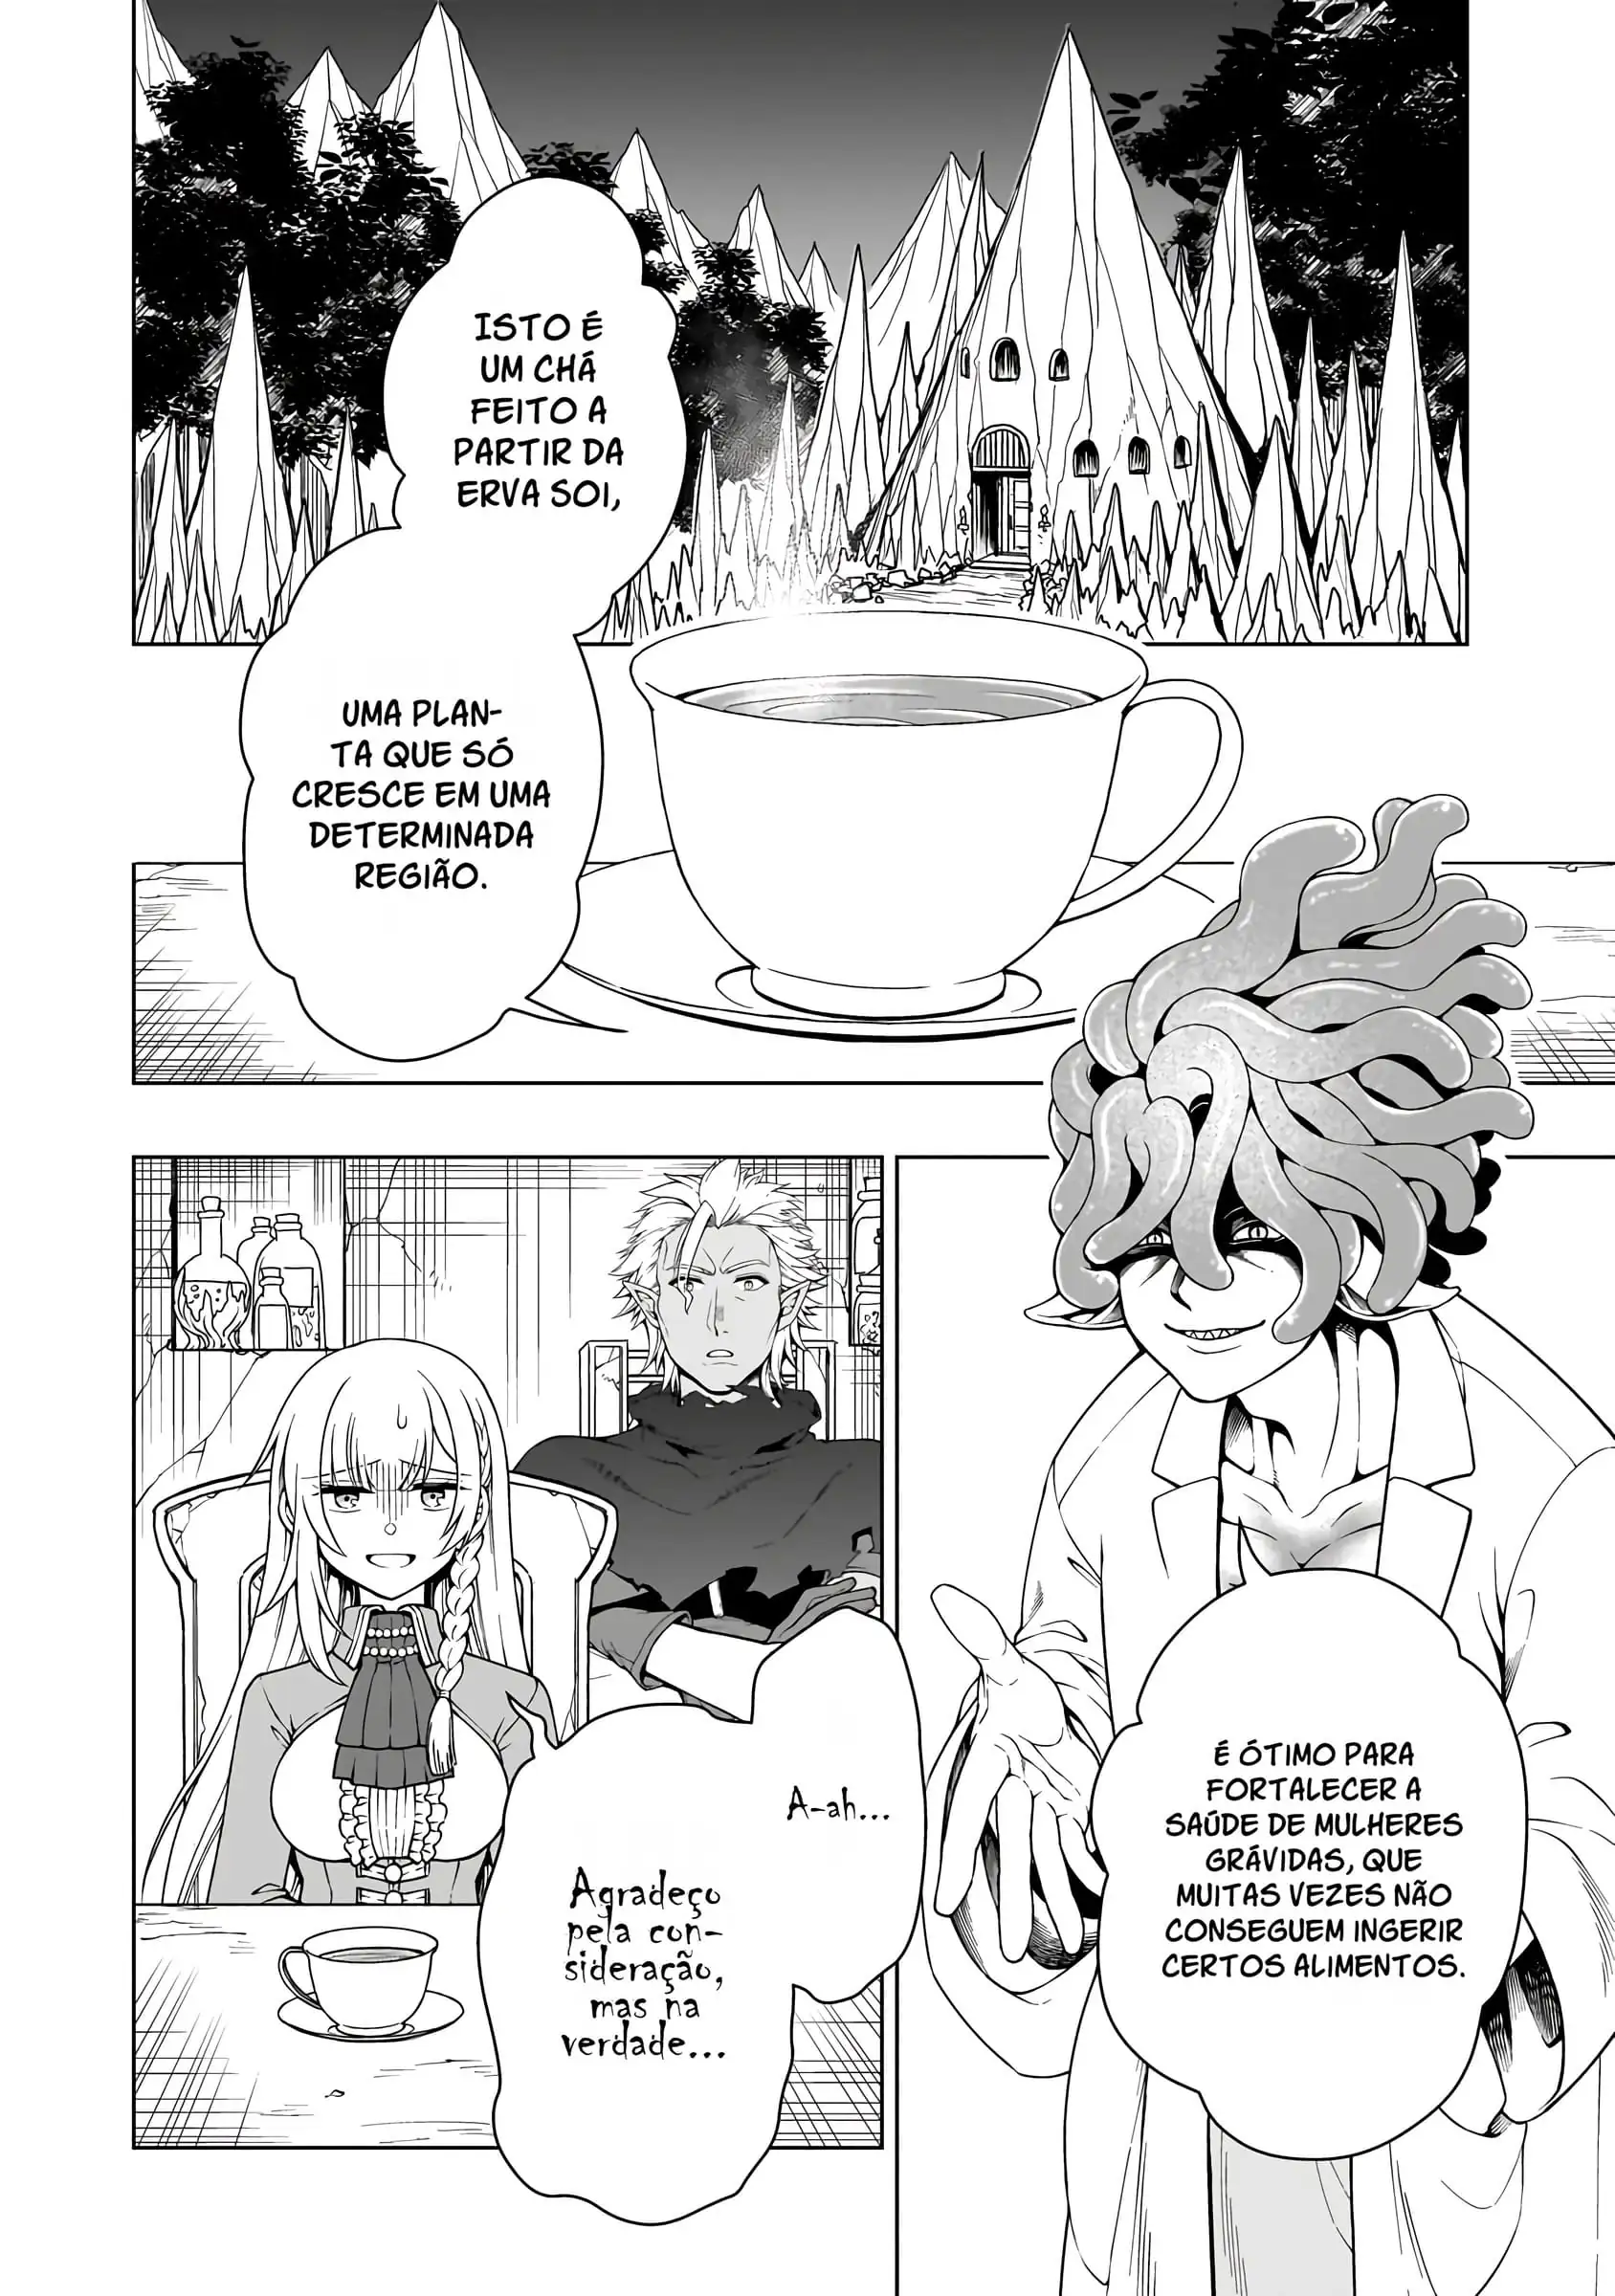 ISTO É
UM CHÁ
FEITO A
PARTIR DA
ERVA SOI,
UMA PLAN-
TA QUE SÓ
CRESCE EM UMA
DETERMINADA
REGIÃO.
É ÓTIMO PARA
FORTALECER A
SAÚDE DE MULHERES
GRÁVIDAS, QUE
MUITAS VEZES NÃO
CONSEGUEM INGERIR
CERTOS ALIMENTOS.
A-ah...
Agradeço
pela con-
sideração,
mas na
verdade...